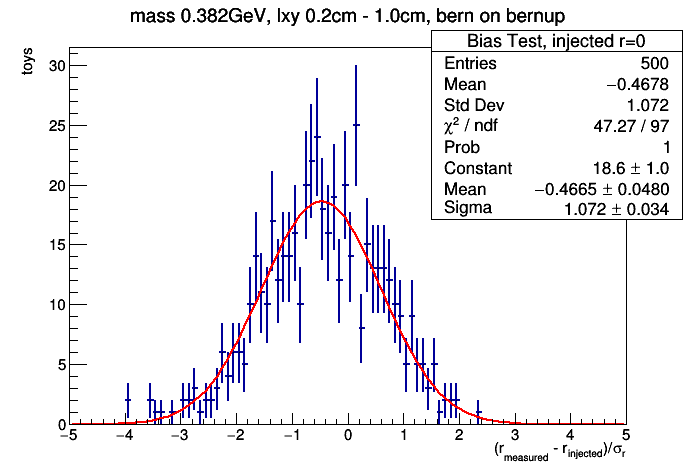 mass 0.382GeV, lxy 0.2cm - 1.0cm, bern on bernup
Bias Test, injected r=0
Entries 500
Mean −0.4678
Std Dev 1.072
χ² / ndf 47.27 / 97
Prob 1
Constant 18.6 ± 1.0
Mean −0.4665 ± 0.0480
Sigma 1.072 ± 0.034
toys
30
25
20
15
10
5
0
−5 −4 −3 −2 −1 0 1 2 3 4 5
(r_measured - r_injected)/σ_r